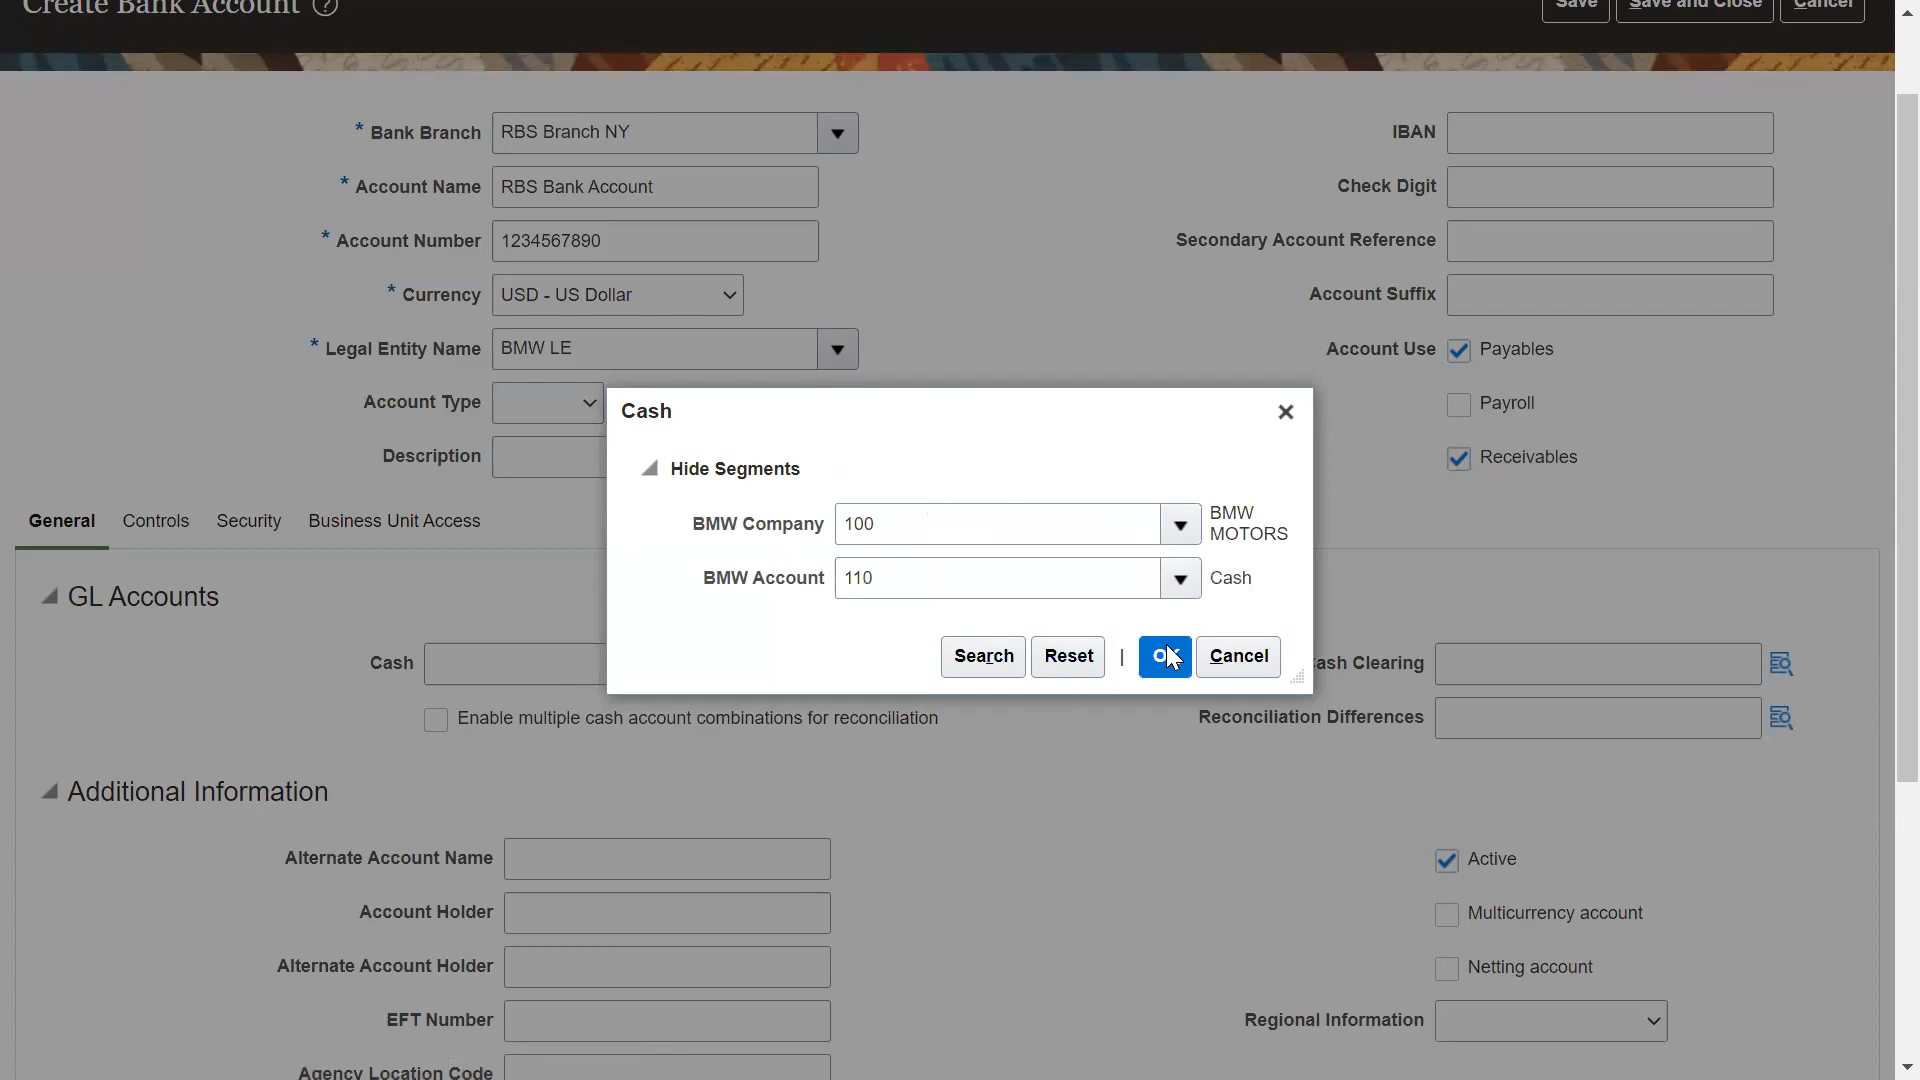 Create Bank Account ?
Save Save and Close Cancel
* Bank Branch RBS Branch NY
IBAN
* Account Name RBS Bank Account
Check Digit
* Account Number 1234567890
Secondary Account Reference
* Currency USD - US Dollar
Account Suffix
* Legal Entity Name BMW LE
Account Use Payables
Account Type
Payroll
Description
Receivables
Cash
Hide Segments
BMW Company 100 BMW
MOTORS
BMW Account 110 Cash
Search Reset | OK Cancel
General Controls Security Business Unit Access
GL Accounts
Cash
ash Clearing
Enable multiple cash account combinations for reconciliation
Reconciliation Differences
Additional Information
Alternate Account Name
Active
Account Holder
Multicurrency account
Alternate Account Holder
Netting account
EFT Number
Regional Information
Agency Location Code